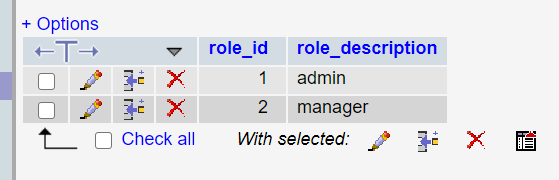 + Options
role_id role_description
1 admin
2 manager
Check all With selected: